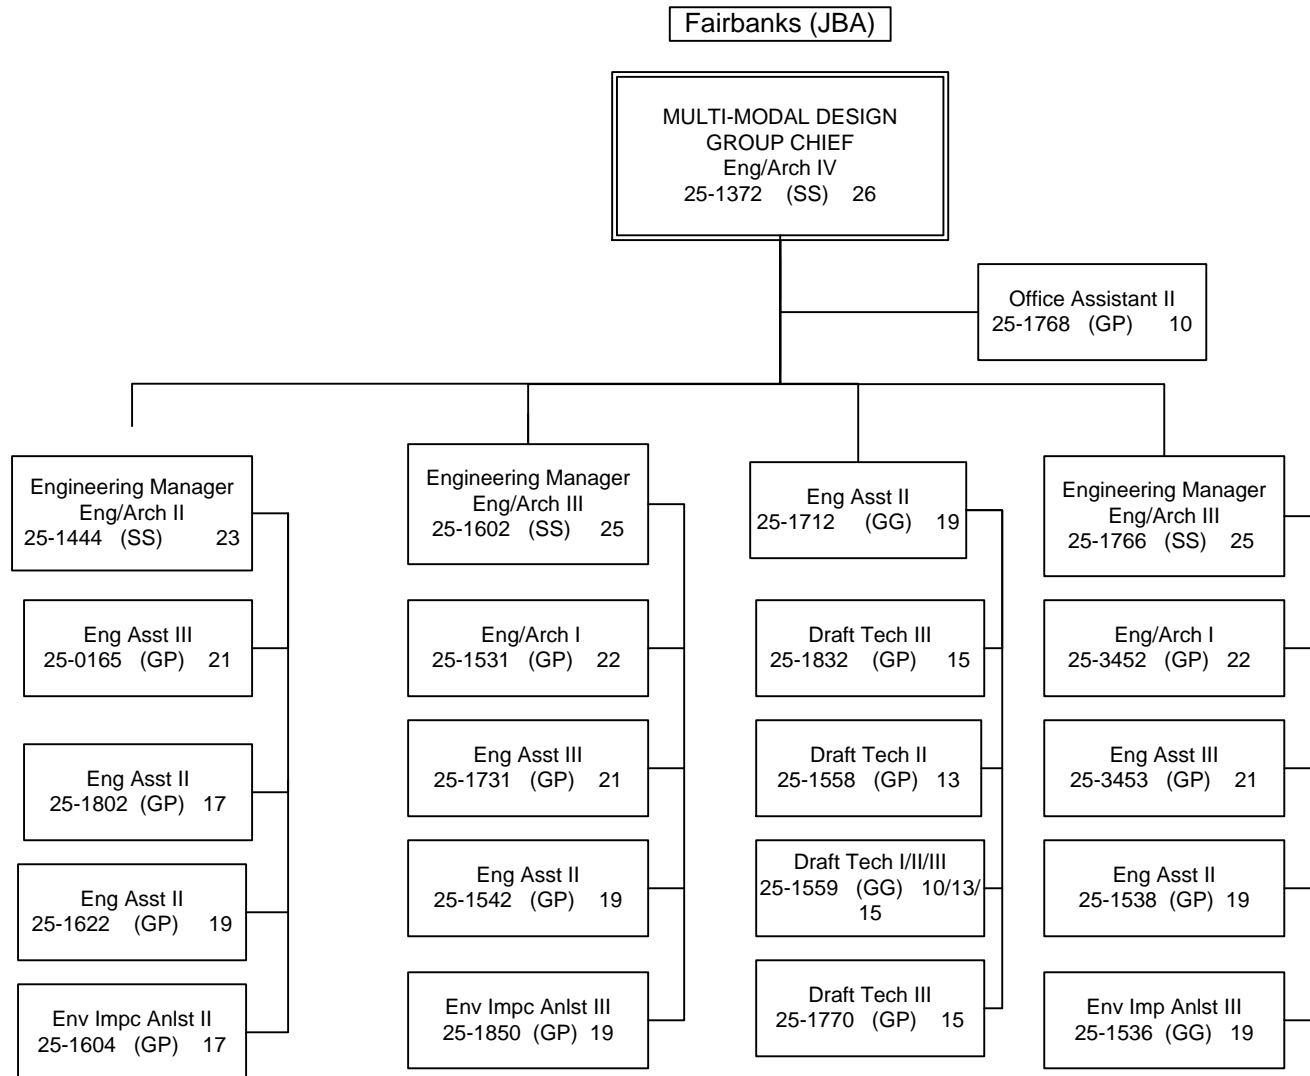 Fairbanks (JBA)
MULTI-MODAL DESIGN
GROUP CHIEF
Eng/Arch IV
25-1372 (SS) 26
Office Assistant II
25-1768 (GP) 10
Engineering Manager
Eng/Arch II
25-1444 (SS) 23
Eng Asst III
25-0165 (GP) 21
Eng Asst II
25-1802 (GP) 17
Eng Asst II
25-1622 (GP) 19
Env Impc Anlst II
25-1604 (GP) 17
Engineering Manager
Eng/Arch III
25-1602 (SS) 25
Eng/Arch I
25-1531 (GP) 22
Eng Asst III
25-1731 (GP) 21
Eng Asst II
25-1542 (GP) 19
Env Impc Anlst III
25-1850 (GP) 19
Eng Asst II
25-1712 (GG) 19
Draft Tech III
25-1832 (GP) 15
Draft Tech II
25-1558 (GP) 13
Draft Tech I/II/III
25-1559 (GG) 10/13/
15
Draft Tech III
25-1770 (GP) 15
Engineering Manager
Eng/Arch III
25-1766 (SS) 25
Eng/Arch I
25-3452 (GP) 22
Eng Asst III
25-3453 (GP) 21
Eng Asst II
25-1538 (GP) 19
Env Imp Anlst III
25-1536 (GG) 19